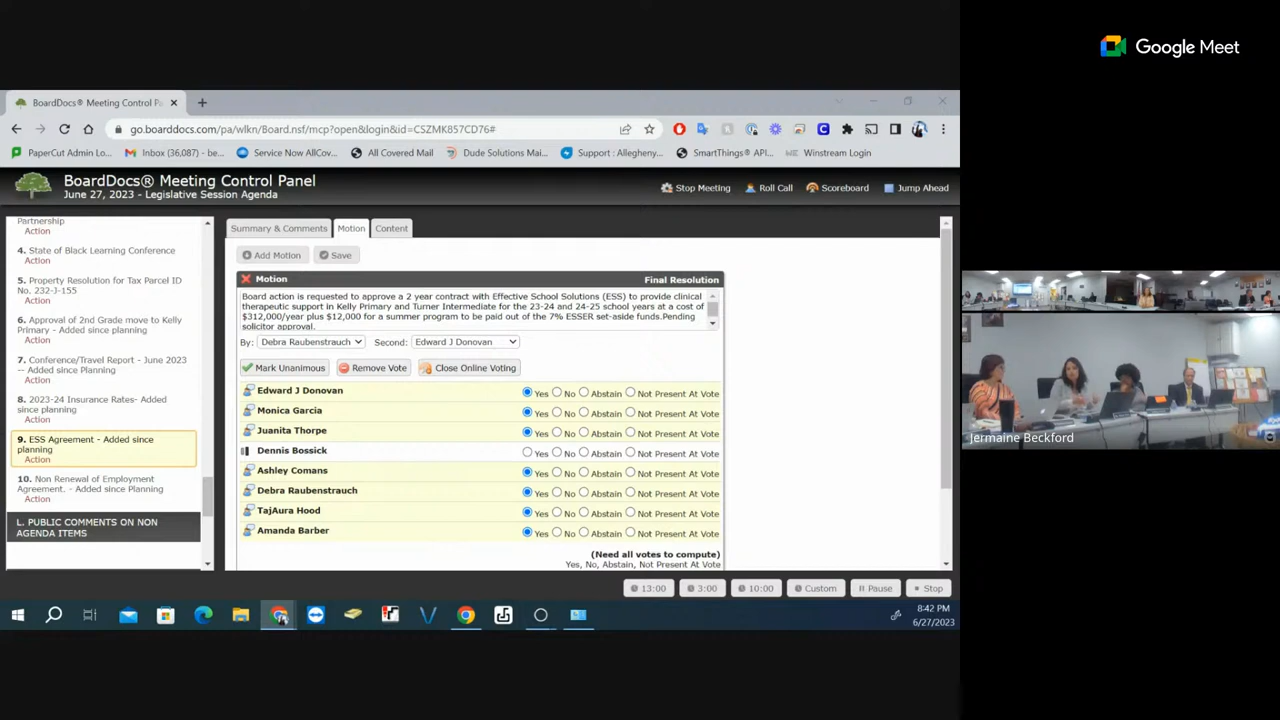 Google Meet
BoardDocs® Meeting Control Pa
go.boarddocs.com/pa/wlkn/Board.nsf/mcp?open&login&id=CSZMK857CD76#
PaperCut Admin Lo...
Inbox (36,087) - be...
Service Now AllCov...
All Covered Mail
Dude Solutions Mai...
Support : Allegheny...
SmartThings® API...
Winstream Login
BoardDocs® Meeting Control Panel
June 27, 2023 - Legislative Session Agenda
Stop Meeting
Roll Call
Scoreboard
Jump Ahead
Partnership
Action
4. State of Black Learning Conference
Action
5. Property Resolution for Tax Parcel ID
No. 232-J-155
Action
6. Approval of 2nd Grade move to Kelly
Primary - Added since planning
Action
7. Conference/Travel Report - June 2023
-- Added since Planning
Action
8. 2023-24 Insurance Rates- Added
since planning
Action
9. ESS Agreement - Added since
planning
Action
10. Non Renewal of Employment
Agreement. - Added since Planning
Action
L. PUBLIC COMMENTS ON NON
AGENDA ITEMS
Summary & Comments
Motion
Content
Add Motion
Save
Motion
Final Resolution
Board action is requested to approve a 2 year contract with Effective School Solutions (ESS) to provide clinical
therapeutic support in Kelly Primary and Turner Intermediate for the 23-24 and 24-25 school years at a cost of
$312,000/year plus $12,000 for a summer program to be paid out of the 7% ESSER set-aside funds.Pending
solicitor approval.
By: Debra Raubenstrauch Second: Edward J Donovan
Mark Unanimous
Remove Vote
Close Online Voting
Edward J Donovan Yes No Abstain Not Present At Vote
Monica Garcia Yes No Abstain Not Present At Vote
Juanita Thorpe Yes No Abstain Not Present At Vote
Dennis Bossick Yes No Abstain Not Present At Vote
Ashley Comans Yes No Abstain Not Present At Vote
Debra Raubenstrauch Yes No Abstain Not Present At Vote
TajAura Hood Yes No Abstain Not Present At Vote
Amanda Barber Yes No Abstain Not Present At Vote
(Need all votes to compute)
Yes, No, Abstain, Not Present At Vote
13:00
3:00
10:00
Custom
Pause
Stop
8:42 PM
6/27/2023
Jermaine Beckford